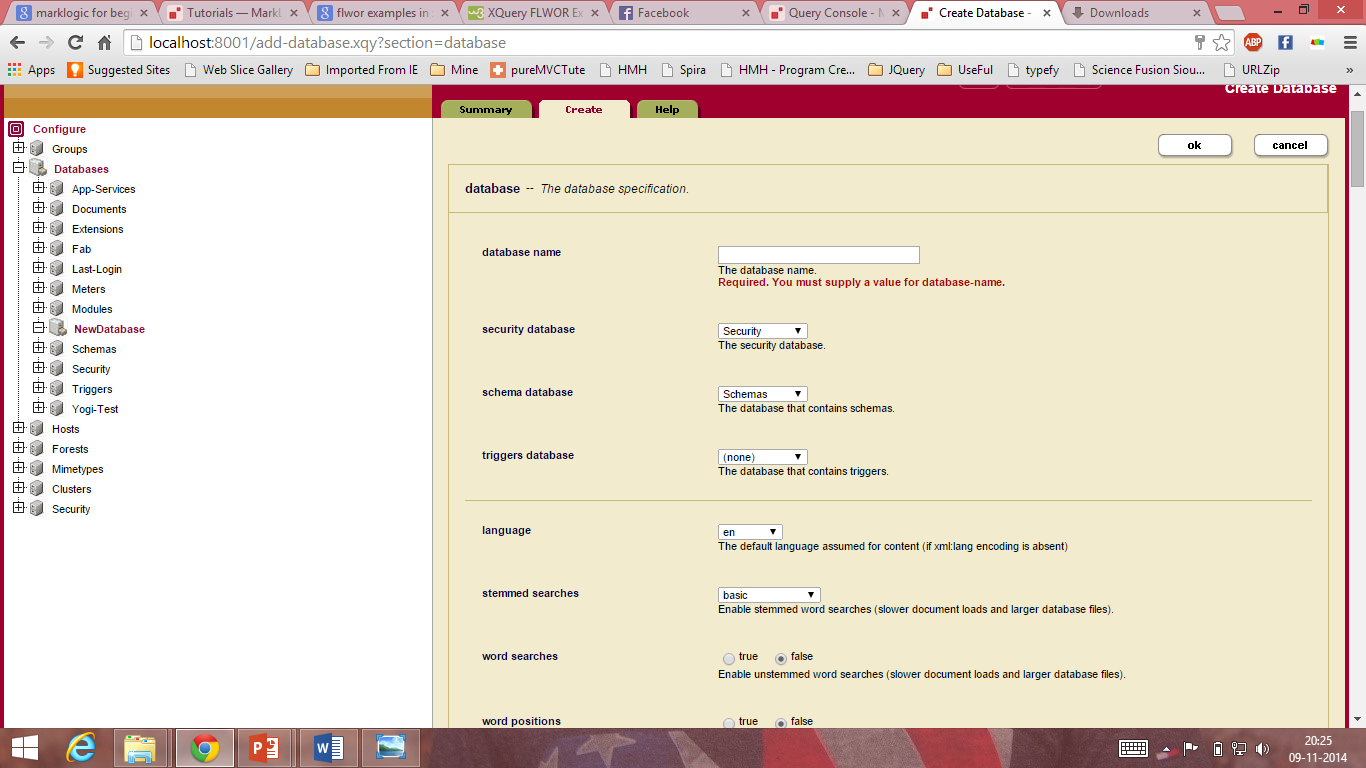 marklogic for begi
Tutorials — MarkL
flwor examples in
XQuery FLWOR Ex
Facebook
Query Console - M
Create Database -
Downloads
localhost:8001/add-database.xqy?section=database
Apps
Suggested Sites
Web Slice Gallery
Imported From IE
Mine
pureMVCTute
HMH
Spira
HMH - Program Cre...
JQuery
UseFul
typefy
Science Fusion Siou...
URLZip
»
Create Database
Summary
Create
Help
ok
cancel
Configure
Groups
Databases
App-Services
Documents
Extensions
Fab
Last-Login
Meters
Modules
NewDatabase
Schemas
Security
Triggers
Yogi-Test
Hosts
Forests
Mimetypes
Clusters
Security
database -- The database specification.
database name
The database name.
Required. You must supply a value for database-name.
security database
Security
The security database.
schema database
Schemas
The database that contains schemas.
triggers database
(none)
The database that contains triggers.
language
en
The default language assumed for content (if xml:lang encoding is absent)
stemmed searches
basic
Enable stemmed word searches (slower document loads and larger database files).
word searches
true false
Enable unstemmed word searches (slower document loads and larger database files).
word positions
true false
20:25
09-11-2014